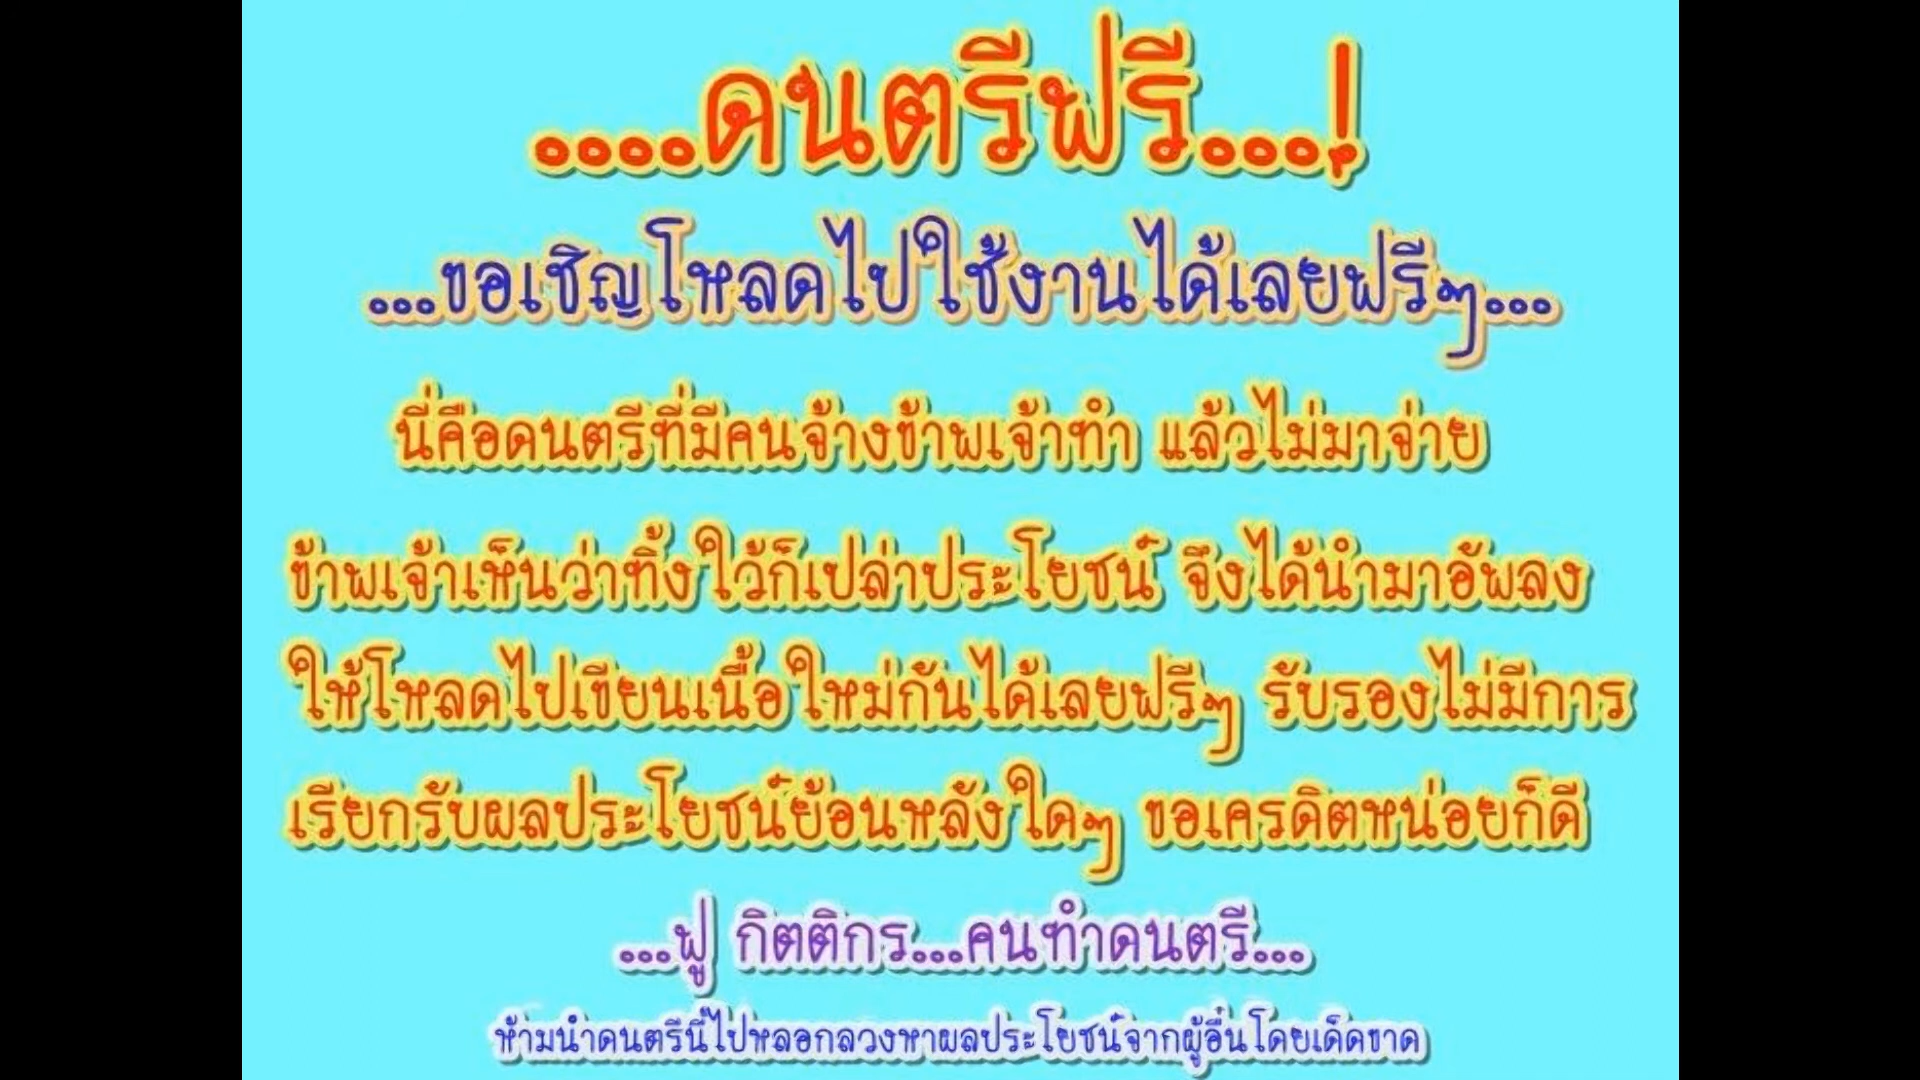 ....ดนตรีฟรี...!
...ขอเชิญโหลดไปใช้งานได้เลยฟรีๆ...
นี่คือดนตรีที่มีคนจ้างข้าพเจ้าทำ แล้วไม่มาจ่าย
ข้าพเจ้าเห็นว่าทิ้งใว้ก็เปล่าประโยชน์ จึงได้นำมาอัพลง
ให้โหลดไปเขียนเนื้อใหม่กันได้เลยฟรีๆ รับรองไม่มีการ
เรียกรับผลประโยชน์ย้อนหลังใดๆ ขอเครดิตหน่อยก็ดี
...ฟู กิตติกร...คนทำดนตรี...
ห้ามนำดนตรีนี้ไปหลอกลวงหาผลประโยชน์จากผู้อื่นโดยเด็ดขาด